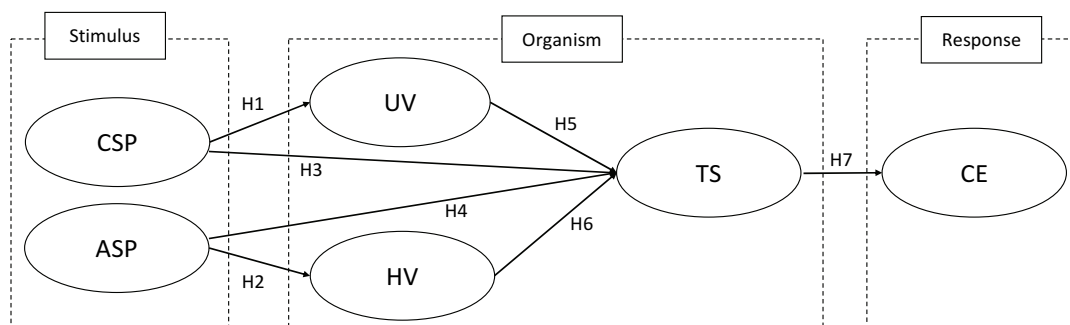 Stimulus
Organism
Response
CSP
ASP
H1
H3
H4
H2
UV
HV
H5
H6
TS
H7
CE